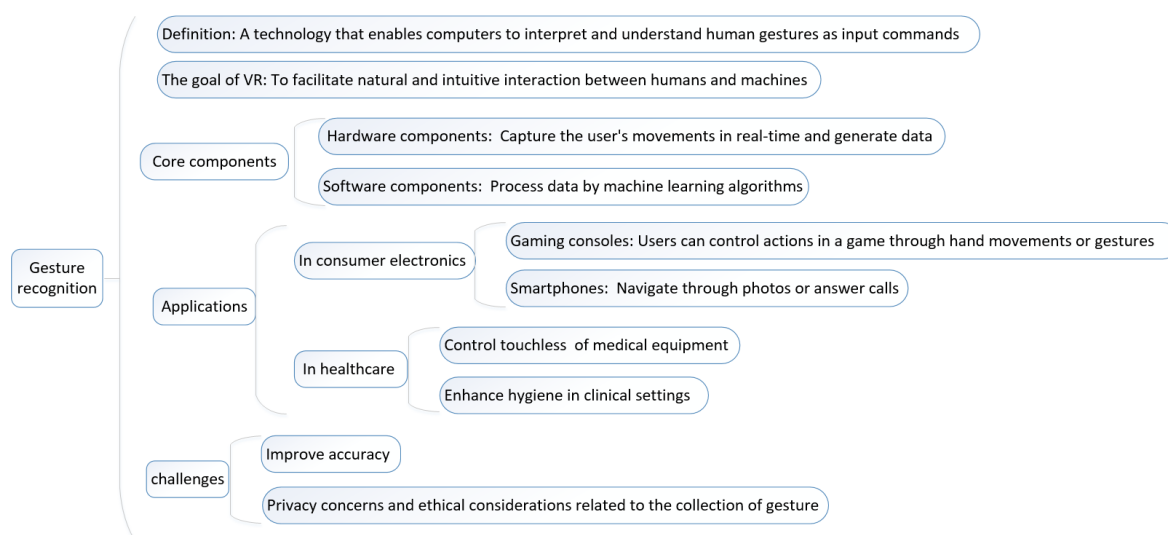 Definition: A technology that enables computers to interpret and understand human gestures as input commands
The goal of VR: To facilitate natural and intuitive interaction between humans and machines
Hardware components: Capture the user's movements in real-time and generate data
Core components
Software components: Process data by machine learning algorithms
Gaming consoles: Users can control actions in a game through hand movements or gestures
In consumer electronics
Smartphones: Navigate through photos or answer calls
Gesture
recognition
Applications
Control touchless of medical equipment
In healthcare
Enhance hygiene in clinical settings
Improve accuracy
challenges
Privacy concerns and ethical considerations related to the collection of gesture